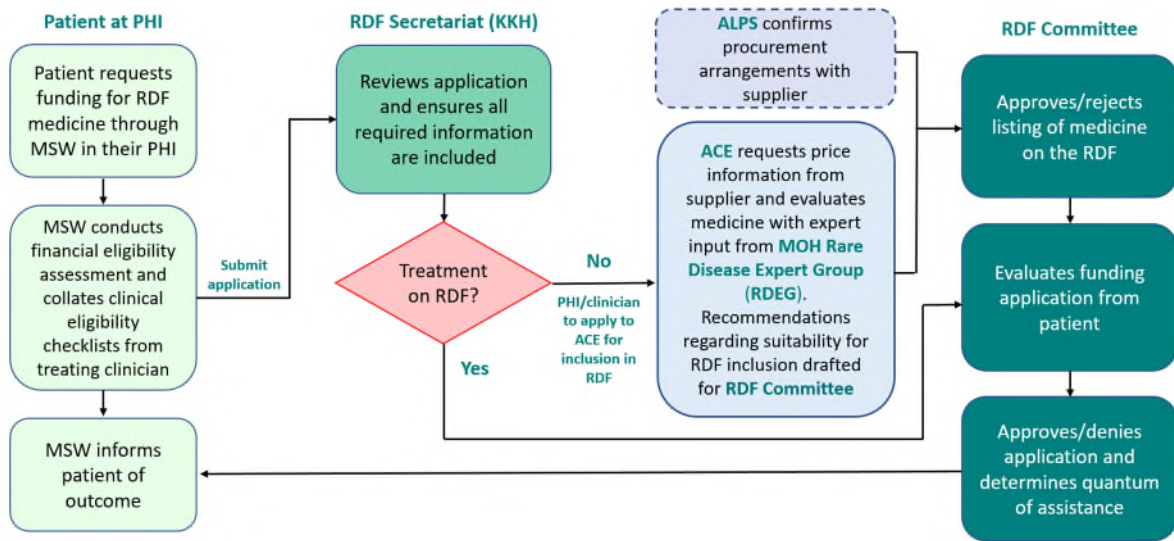 Patient at PHI
Patient requests
funding for RDF
medicine through
MSW in their PHI
MSW conducts
financial eligibility
assessment and
collates clinical
eligibility
checklists from
treating clinician
MSW informs
patient of
outcome
Submit
application
RDF Secretariat (KKH)
Reviews application
and ensures all
required information
are included
Treatment
on RDF?
Yes
No
PHI/clinician
to apply to
ACE for
inclusion in
RDF
ALPS confirms
procurement
arrangements with
supplier
ACE requests price
information from
supplier and evaluates
medicine with expert
input from MOH Rare
Disease Expert Group
(RDEG).
Recommendations
regarding suitability for
RDF inclusion drafted
for RDF Committee
RDF Committee
Approves/rejects
listing of medicine
on the RDF
Evaluates funding
application from
patient
Approves/denies
application and
determines quantum
of assistance